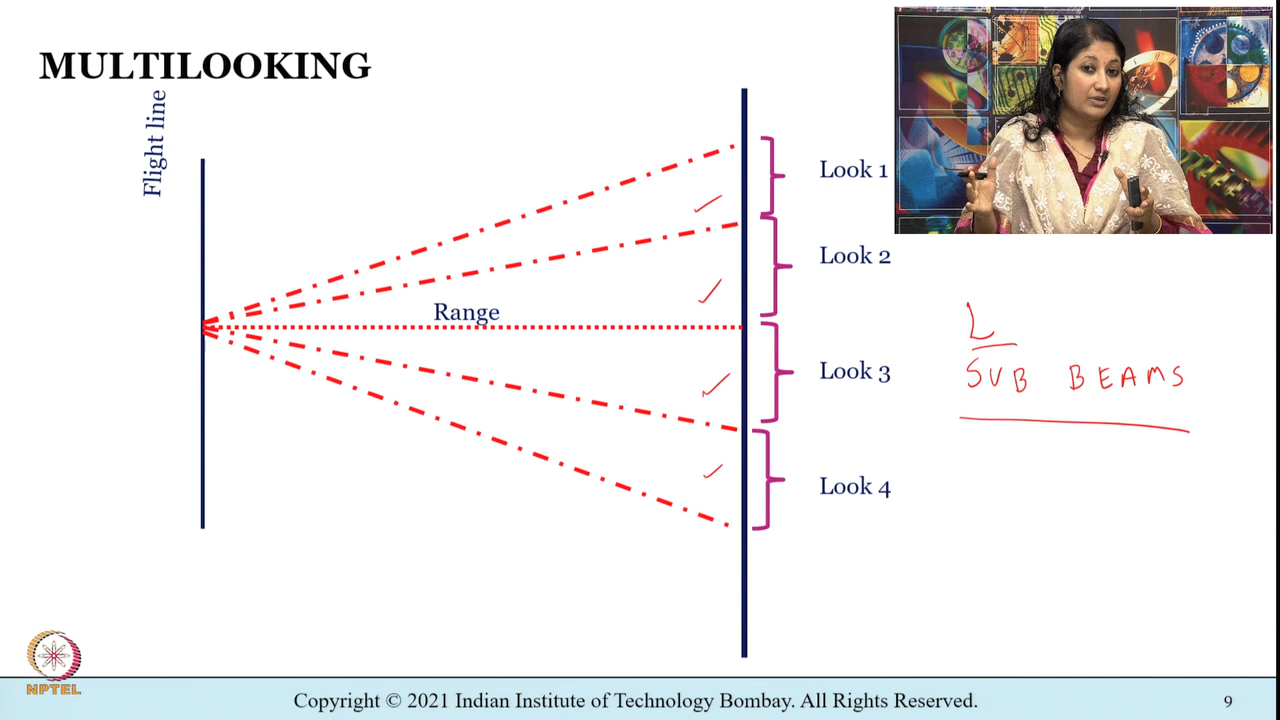 MULTILOOKING
Flight line
Range
Look 1
Look 2
Look 3
Look 4
L
SUB BEAMS
NPTEL
Copyright © 2021 Indian Institute of Technology Bombay. All Rights Reserved.
9